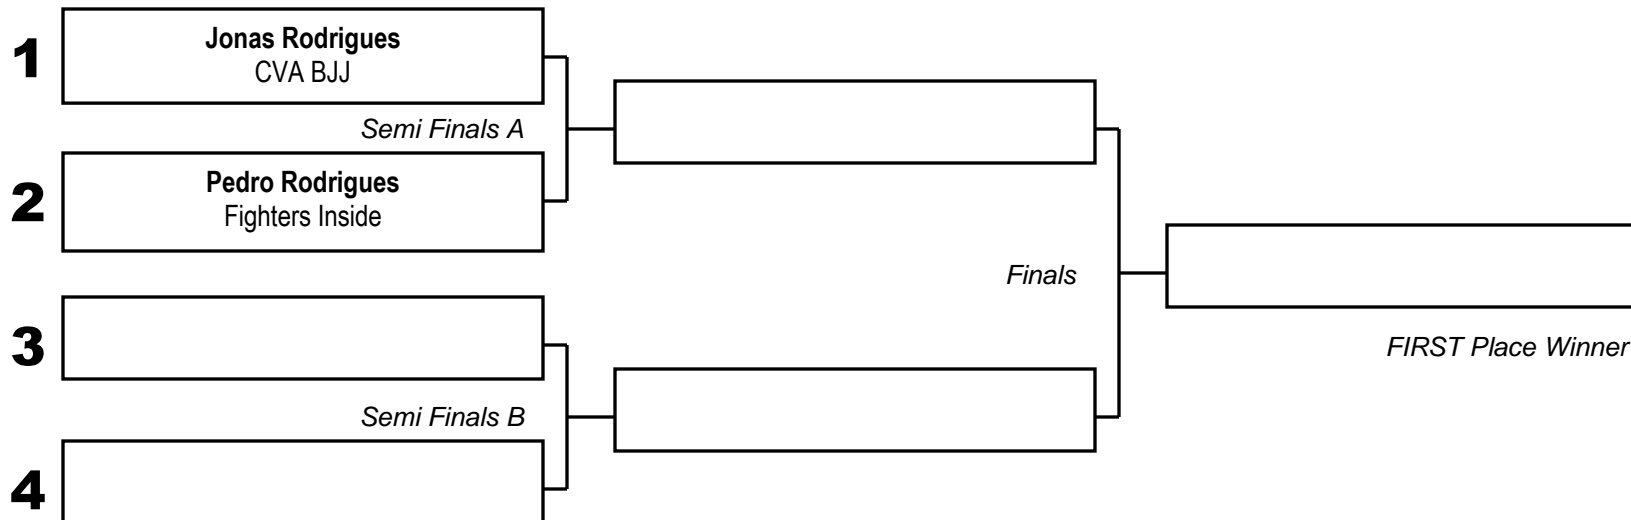 1
Jonas Rodrigues
CVA BJJ
Semi Finals A
2
Pedro Rodrigues
Fighters Inside
Finals
3
FIRST Place Winner
Semi Finals B
4